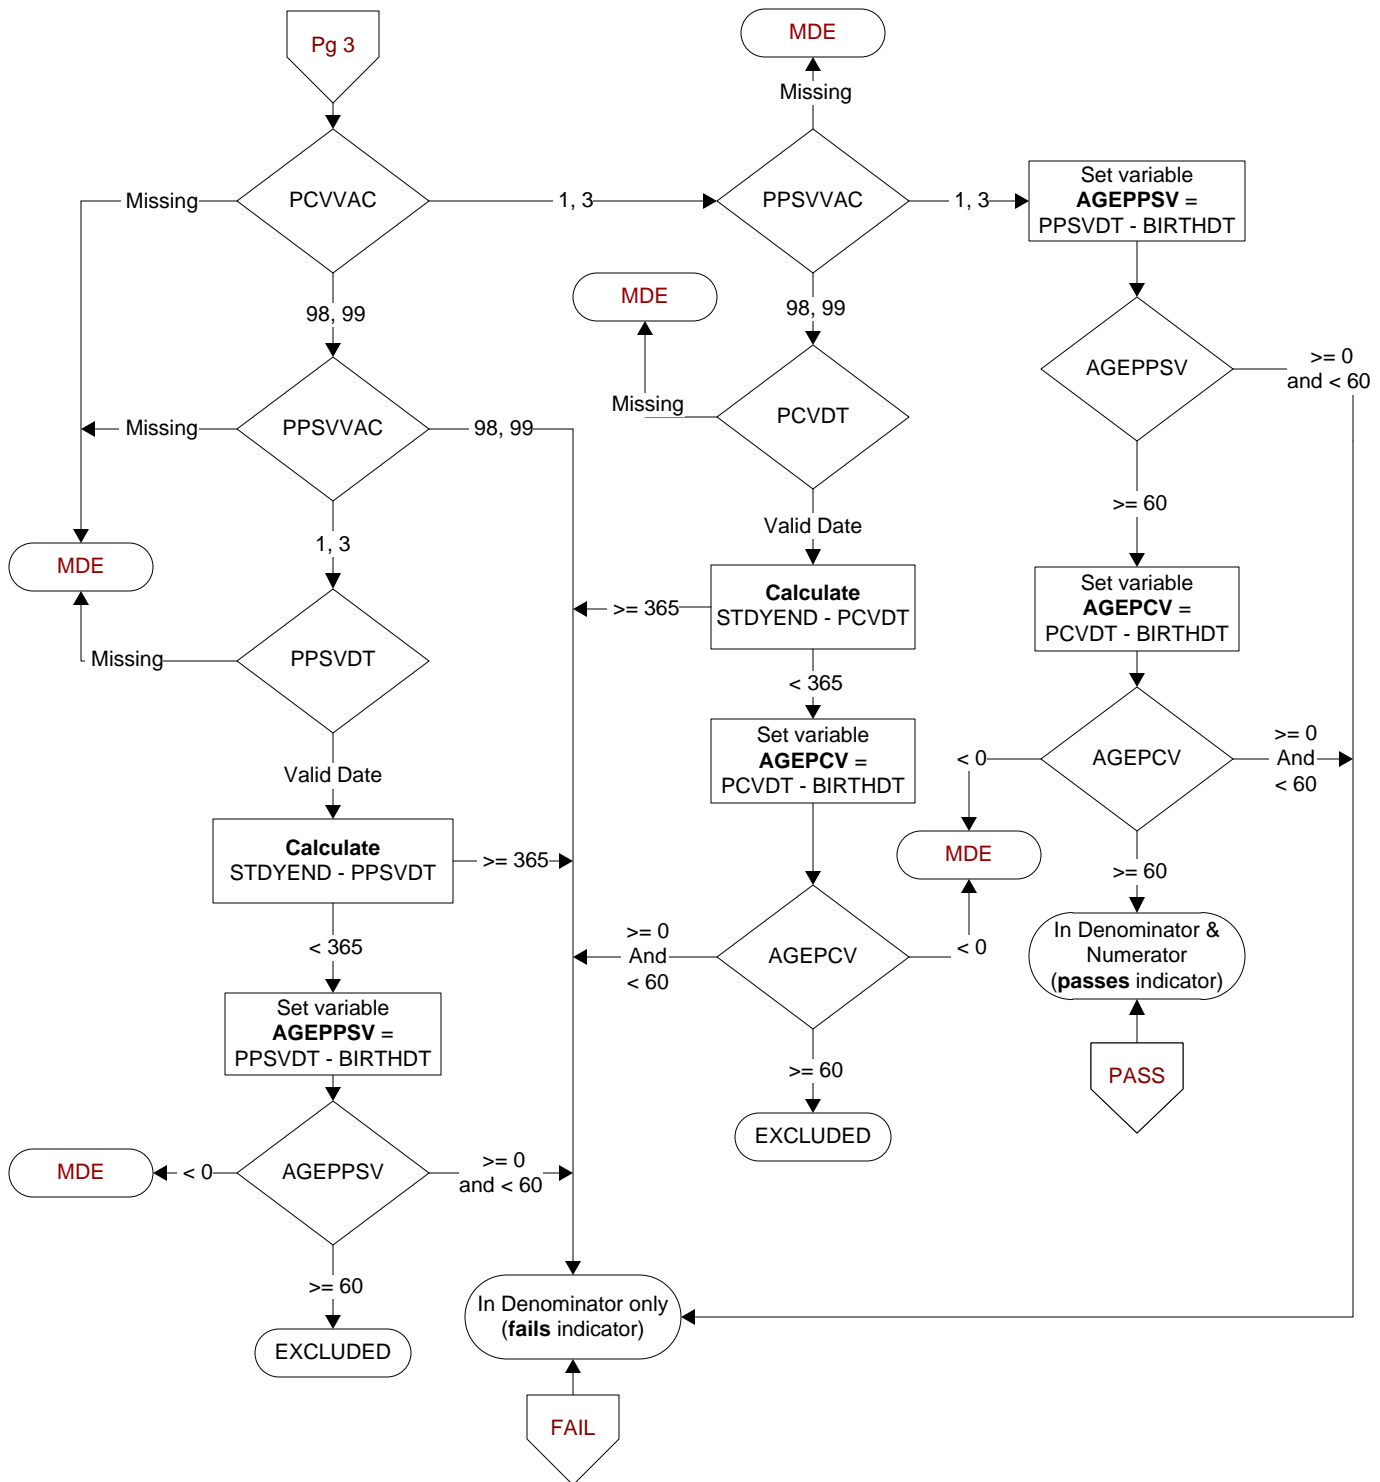 MDE
Pg 3
Missing
Missing
PCVVAC
1, 3
PPSVVAC
1, 3
Set variable
AGEPPSV =
PPSVDT - BIRTHDT
MDE
98, 99
98, 99
AGEPPSV
>= 0
and < 60
Missing
PCVDT
Missing
PPSVVAC
98, 99
>= 60
Valid Date
1, 3
MDE
Calculate
STDYEND - PCVDT
>= 365
Set variable
AGEPCV =
PCVDT - BIRTHDT
Missing
PPSVDT
< 365
Set variable
AGEPCV =
PCVDT - BIRTHDT
< 0
AGEPCV
>= 0
And
< 60
Valid Date
Calculate
STDYEND - PPSVDT
>= 365
MDE
>= 60
< 365
>= 0
And
< 60
AGEPCV
< 0
In Denominator &
Numerator
(passes indicator)
Set variable
AGEPPSV =
PPSVDT - BIRTHDT
>= 60
PASS
EXCLUDED
MDE
< 0
AGEPPSV
>= 0
and < 60
>= 60
In Denominator only
(fails indicator)
EXCLUDED
FAIL